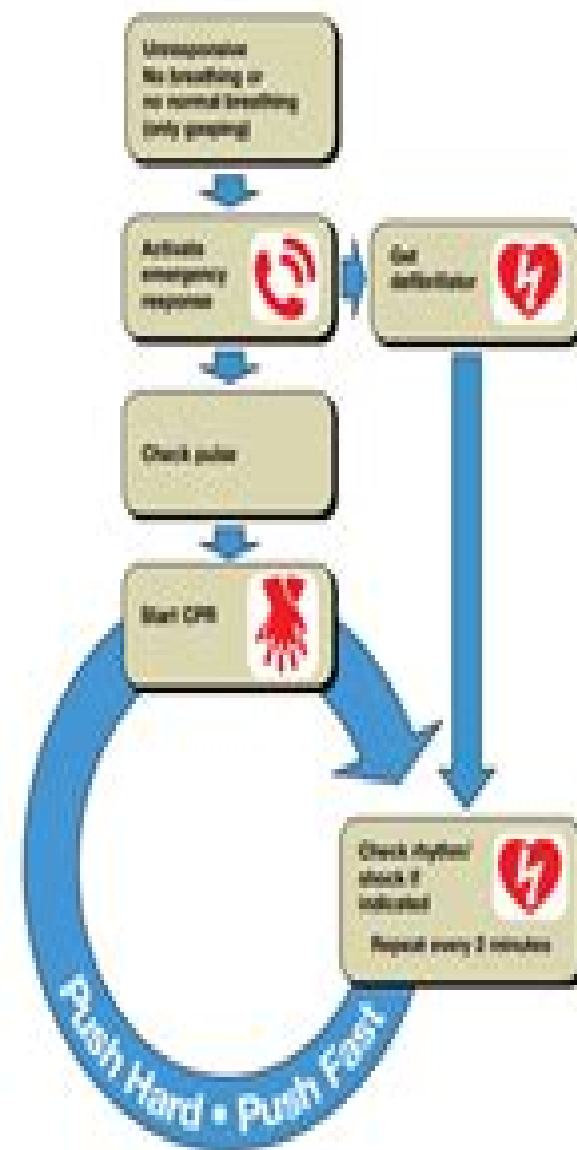 Unresponsive
No breathing or
no normal breathing
(only gasping)
Activate
emergency
response
Get
defibrillator
Check pulse
Start CPR
Check rhythm/
shock if
indicated
Repeat every 2 minutes
Push Hard • Push Fast